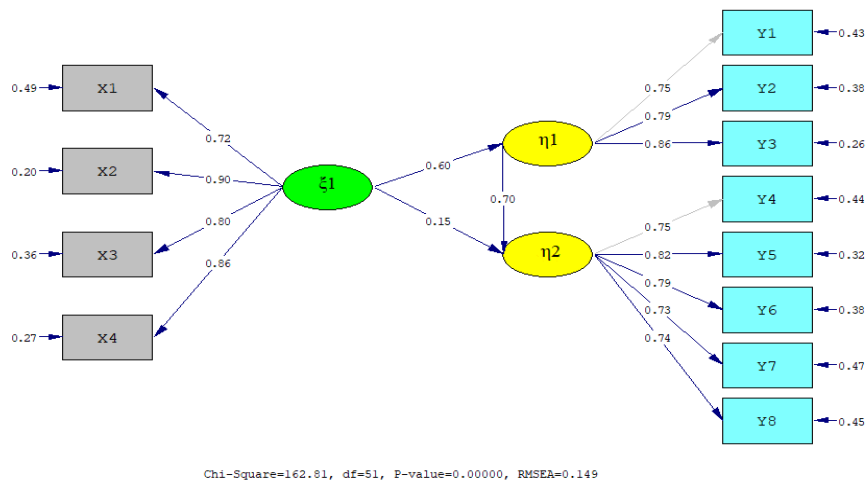 Y1
0.43
0.49
X1
0.75
Y2
0.38
0.79
0.72
η1
0.86
Y3
0.26
X2
0.20
0.90
ξ1
0.60
0.70
Y4
0.44
0.80
0.15
0.75
0.36
X3
0.86
η2
0.82
Y5
0.32
0.79
0.73
Y6
0.38
0.27
X4
0.74
Y7
0.47
Y8
0.45
Chi-Square=162.81, df=51, P-value=0.00000, RMSEA=0.149